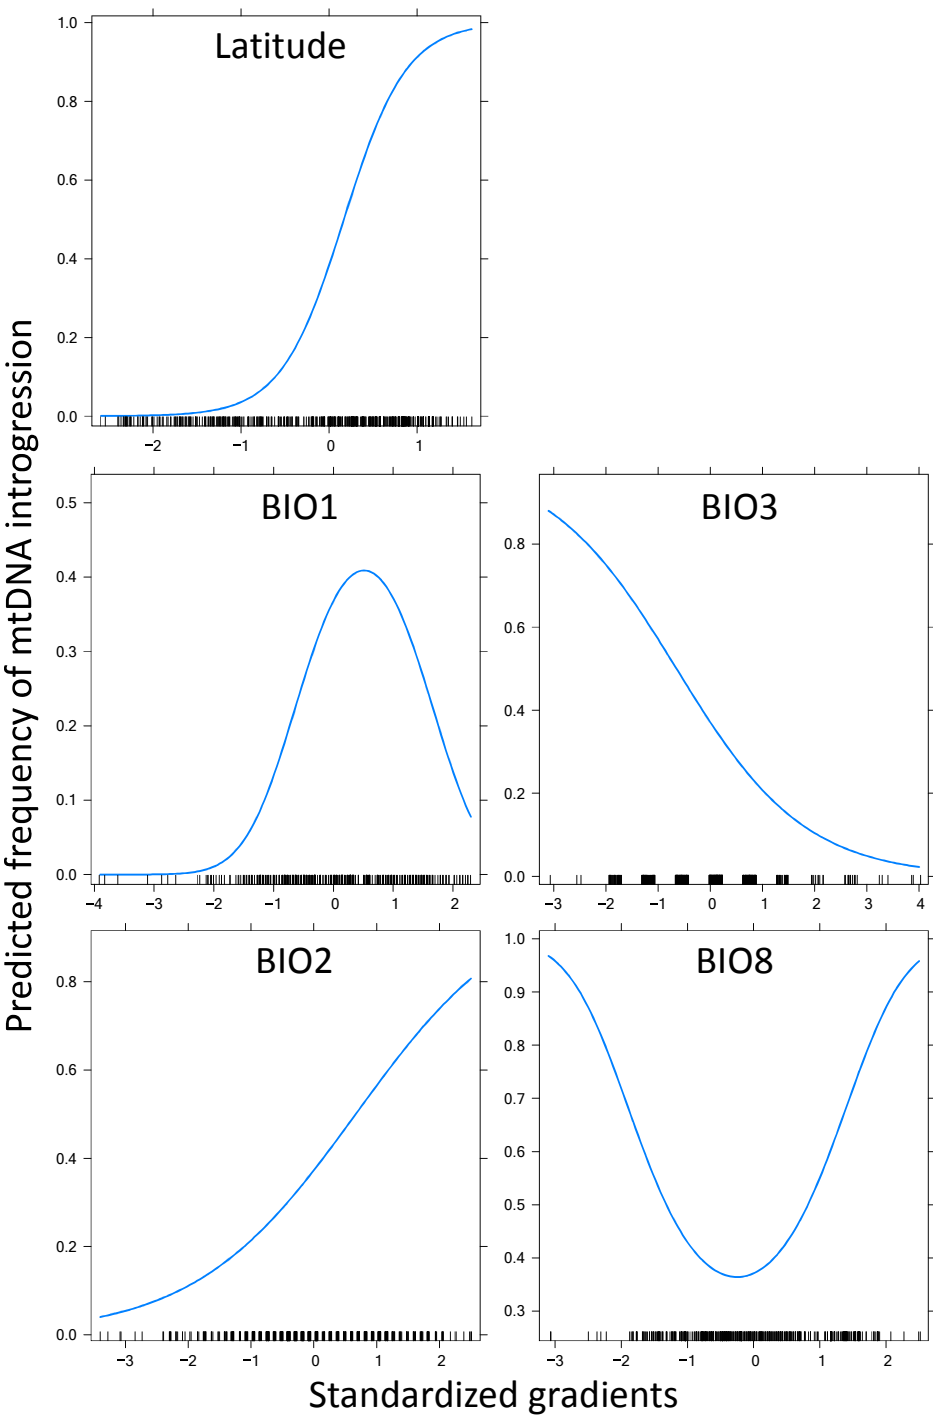 Predicted frequency of mtDNA introgression
Latitude
1.0
0.8
0.6
0.4
0.2
0.0
−2 −1 0 1
BIO1
0.5
0.4
0.3
0.2
0.1
0.0
−4 −3 −2 −1 0 1 2
BIO3
0.8
0.6
0.4
0.2
0.0
−3 −2 −1 0 1 2 3 4
BIO2
0.8
0.6
0.4
0.2
0.0
−3 −2 −1 0 1 2
BIO8
1.0
0.9
0.8
0.7
0.6
0.5
0.4
0.3
−3 −2 −1 0 1 2
Standardized gradients